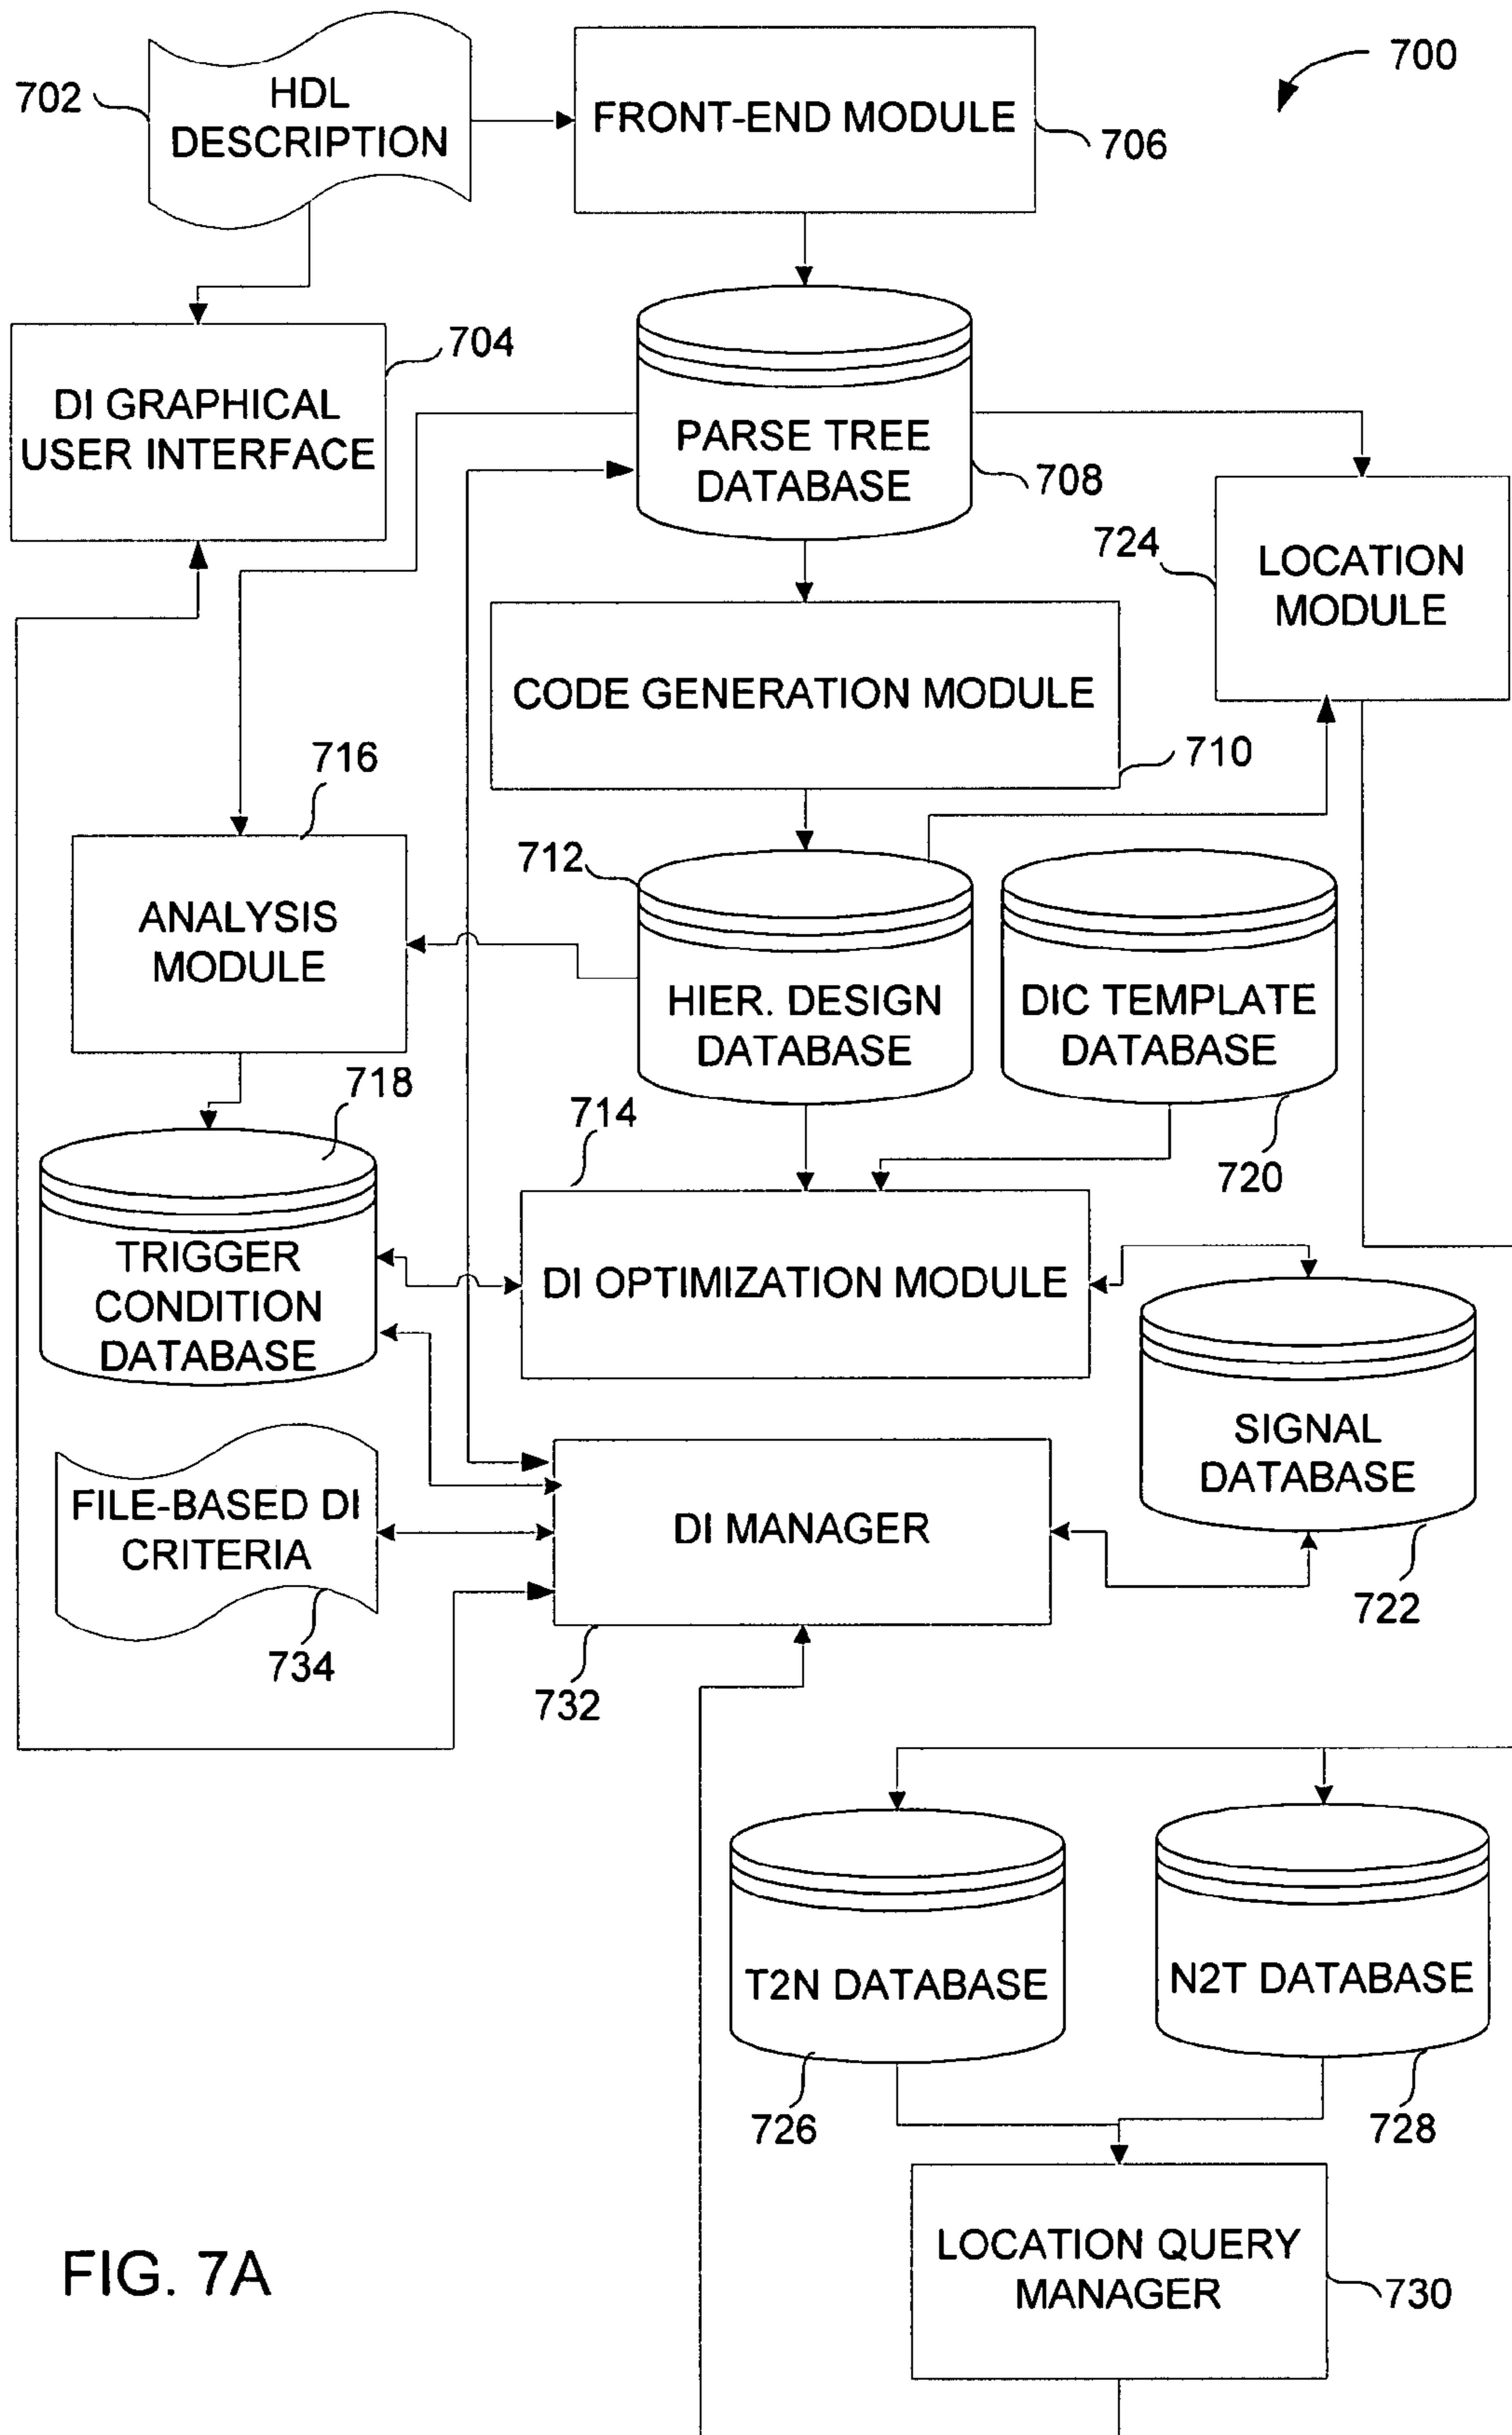 700
702
HDL
DESCRIPTION
FRONT-END MODULE
706
704
DI GRAPHICAL
USER INTERFACE
PARSE TREE
DATABASE
708
724
LOCATION
MODULE
CODE GENERATION MODULE
710
716
ANALYSIS
MODULE
712
HIER. DESIGN
DATABASE
DIC TEMPLATE
DATABASE
720
718
TRIGGER
CONDITION
DATABASE
714
DI OPTIMIZATION MODULE
SIGNAL
DATABASE
722
FILE-BASED DI
CRITERIA
734
DI MANAGER
732
T2N DATABASE
726
N2T DATABASE
728
LOCATION QUERY
MANAGER
730
FIG. 7A